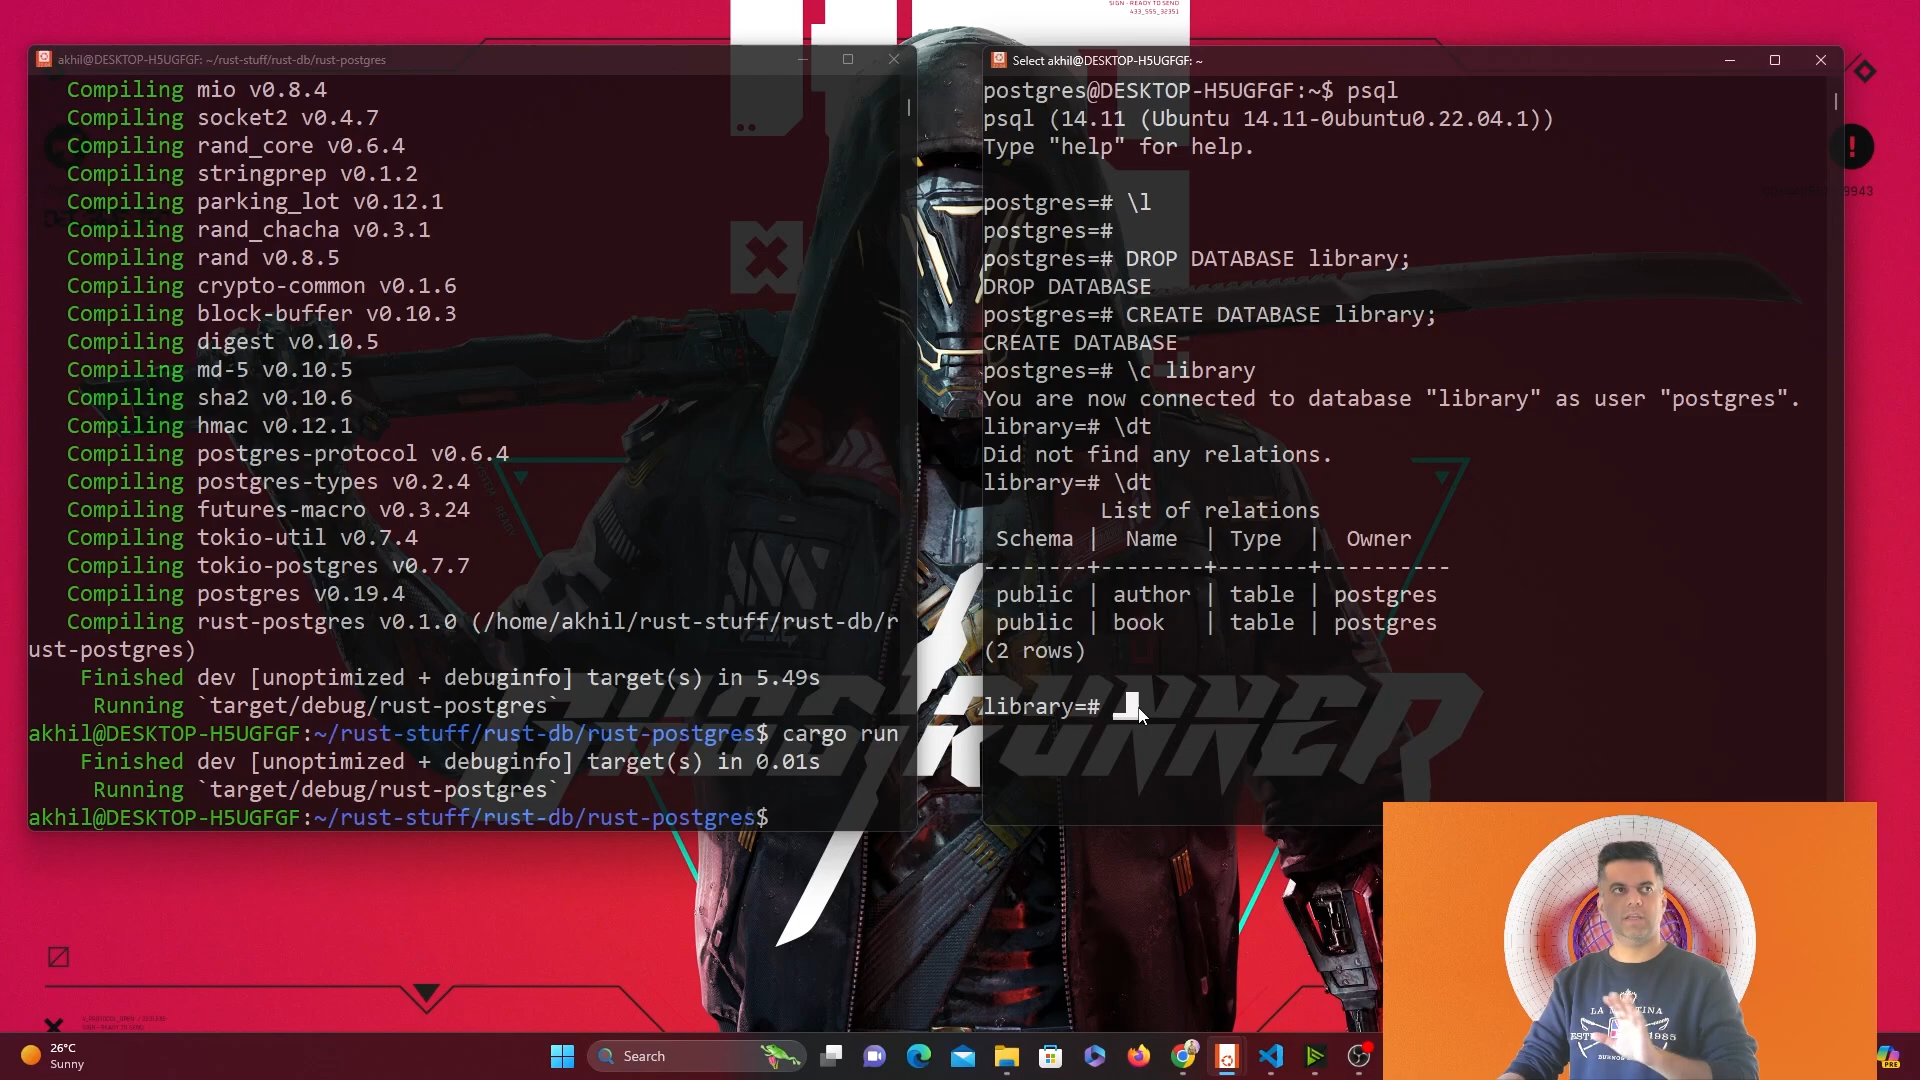 SIGN - READY TO SEND
433_555_32351
akhil@DESKTOP-H5UGFGF: ~/rust-stuff/rust-db/rust-postgres
Compiling mio v0.8.4
Compiling socket2 v0.4.7
Compiling rand_core v0.6.4
Compiling stringprep v0.1.2
Compiling parking_lot v0.12.1
Compiling rand_chacha v0.3.1
Compiling rand v0.8.5
Compiling crypto-common v0.1.6
Compiling block-buffer v0.10.3
Compiling digest v0.10.5
Compiling md-5 v0.10.5
Compiling sha2 v0.10.6
Compiling hmac v0.12.1
Compiling postgres-protocol v0.6.4
Compiling postgres-types v0.2.4
Compiling futures-macro v0.3.24
Compiling tokio-util v0.7.4
Compiling tokio-postgres v0.7.7
Compiling postgres v0.19.4
Compiling rust-postgres v0.1.0 (/home/akhil/rust-stuff/rust-db/r
ust-postgres)
Finished dev [unoptimized + debuginfo] target(s) in 5.49s
Running `target/debug/rust-postgres`
akhil@DESKTOP-H5UGFGF:~/rust-stuff/rust-db/rust-postgres$ cargo run
Finished dev [unoptimized + debuginfo] target(s) in 0.01s
Running `target/debug/rust-postgres`
akhil@DESKTOP-H5UGFGF:~/rust-stuff/rust-db/rust-postgres$
Select akhil@DESKTOP-H5UGFGF: ~
postgres@DESKTOP-H5UGFGF:~$ psql
psql (14.11 (Ubuntu 14.11-0ubuntu0.22.04.1))
Type "help" for help.
postgres=# \l
postgres=#
postgres=# DROP DATABASE library;
DROP DATABASE
postgres=# CREATE DATABASE library;
CREATE DATABASE
postgres=# \c library
You are now connected to database "library" as user "postgres".
library=# \dt
Did not find any relations.
library=# \dt
List of relations
Schema | Name | Type | Owner
--------+--------+-------+----------
public | author | table | postgres
public | book | table | postgres
(2 rows)
library=#
9943
26°C
Sunny
Search
LA MARTINA
ESTD 1985
PRE